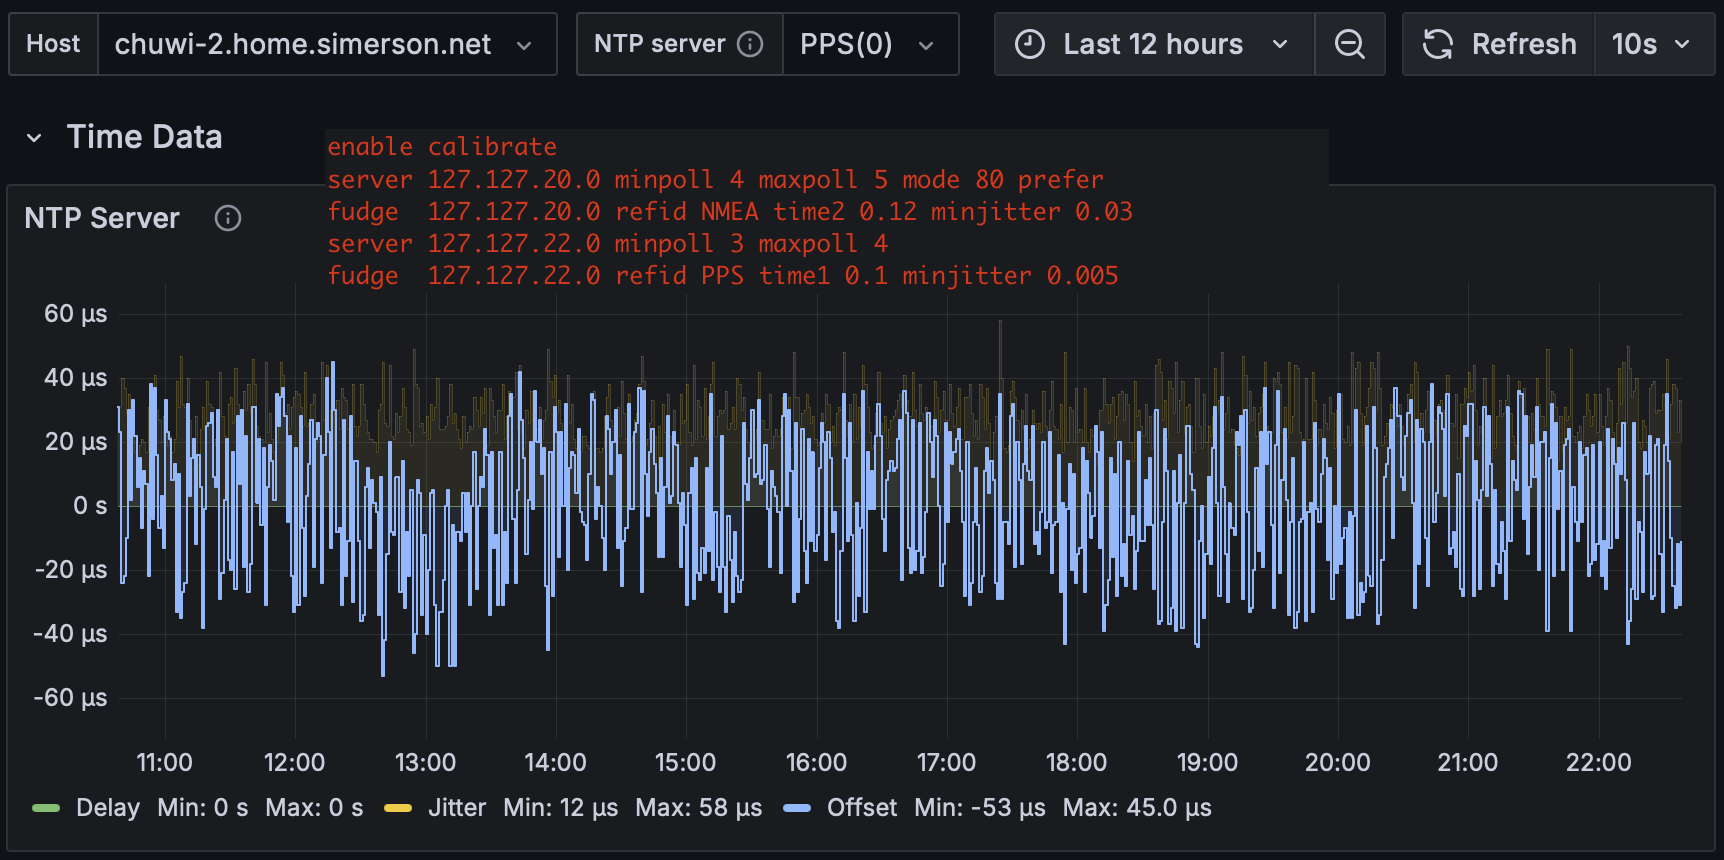 Host chuwi-2.home.simerson.net NTP server PPS(0) Last 12 hours Refresh 10s
Time Data
enable calibrate
server 127.127.20.0 minpoll 4 maxpoll 5 mode 80 prefer
NTP Server
fudge  127.127.20.0 refid NMEA time2 0.12 minjitter 0.03
server 127.127.22.0 minpoll 3 maxpoll 4
fudge  127.127.22.0 refid PPS time1 0.1 minjitter 0.005
60 µs
40 µs
20 µs
0 s
-20 µs
-40 µs
-60 µs
11:00 12:00 13:00 14:00 15:00 16:00 17:00 18:00 19:00 20:00 21:00 22:00
Delay Min: 0 s Max: 0 s Jitter Min: 12 µs Max: 58 µs Offset Min: -53 µs Max: 45.0 µs